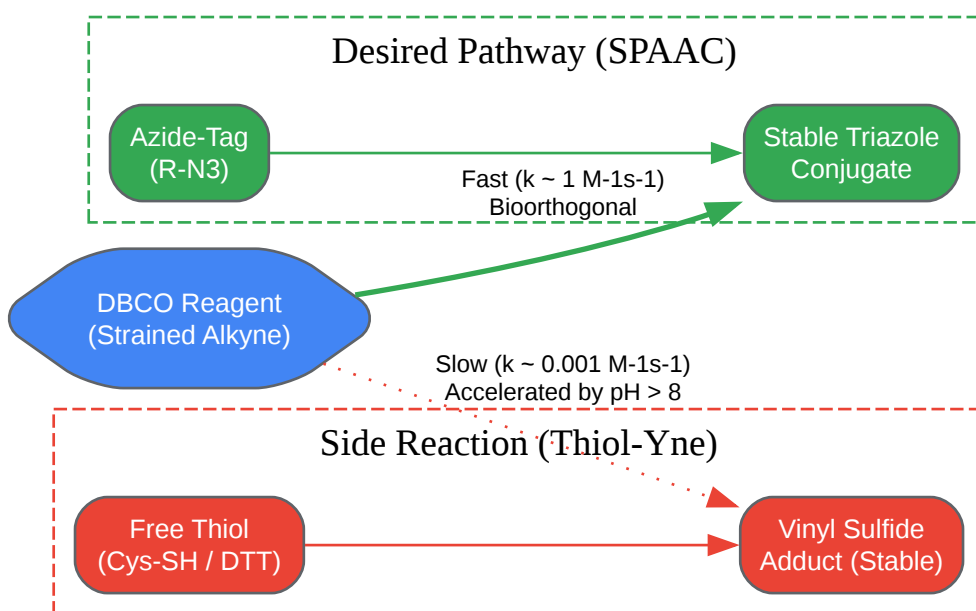 Desired Pathway (SPAAC)
Azide-Tag
(R-N3)
Stable Triazole
Conjugate
Fast (k ~ 1 M-1s-1)
Bioorthogonal
DBCO Reagent
(Strained Alkyne)
Slow (k ~ 0.001 M-1s-1)
Accelerated by pH > 8
Side Reaction (Thiol-Yne)
Free Thiol
(Cys-SH / DTT)
Vinyl Sulfide
Adduct (Stable)